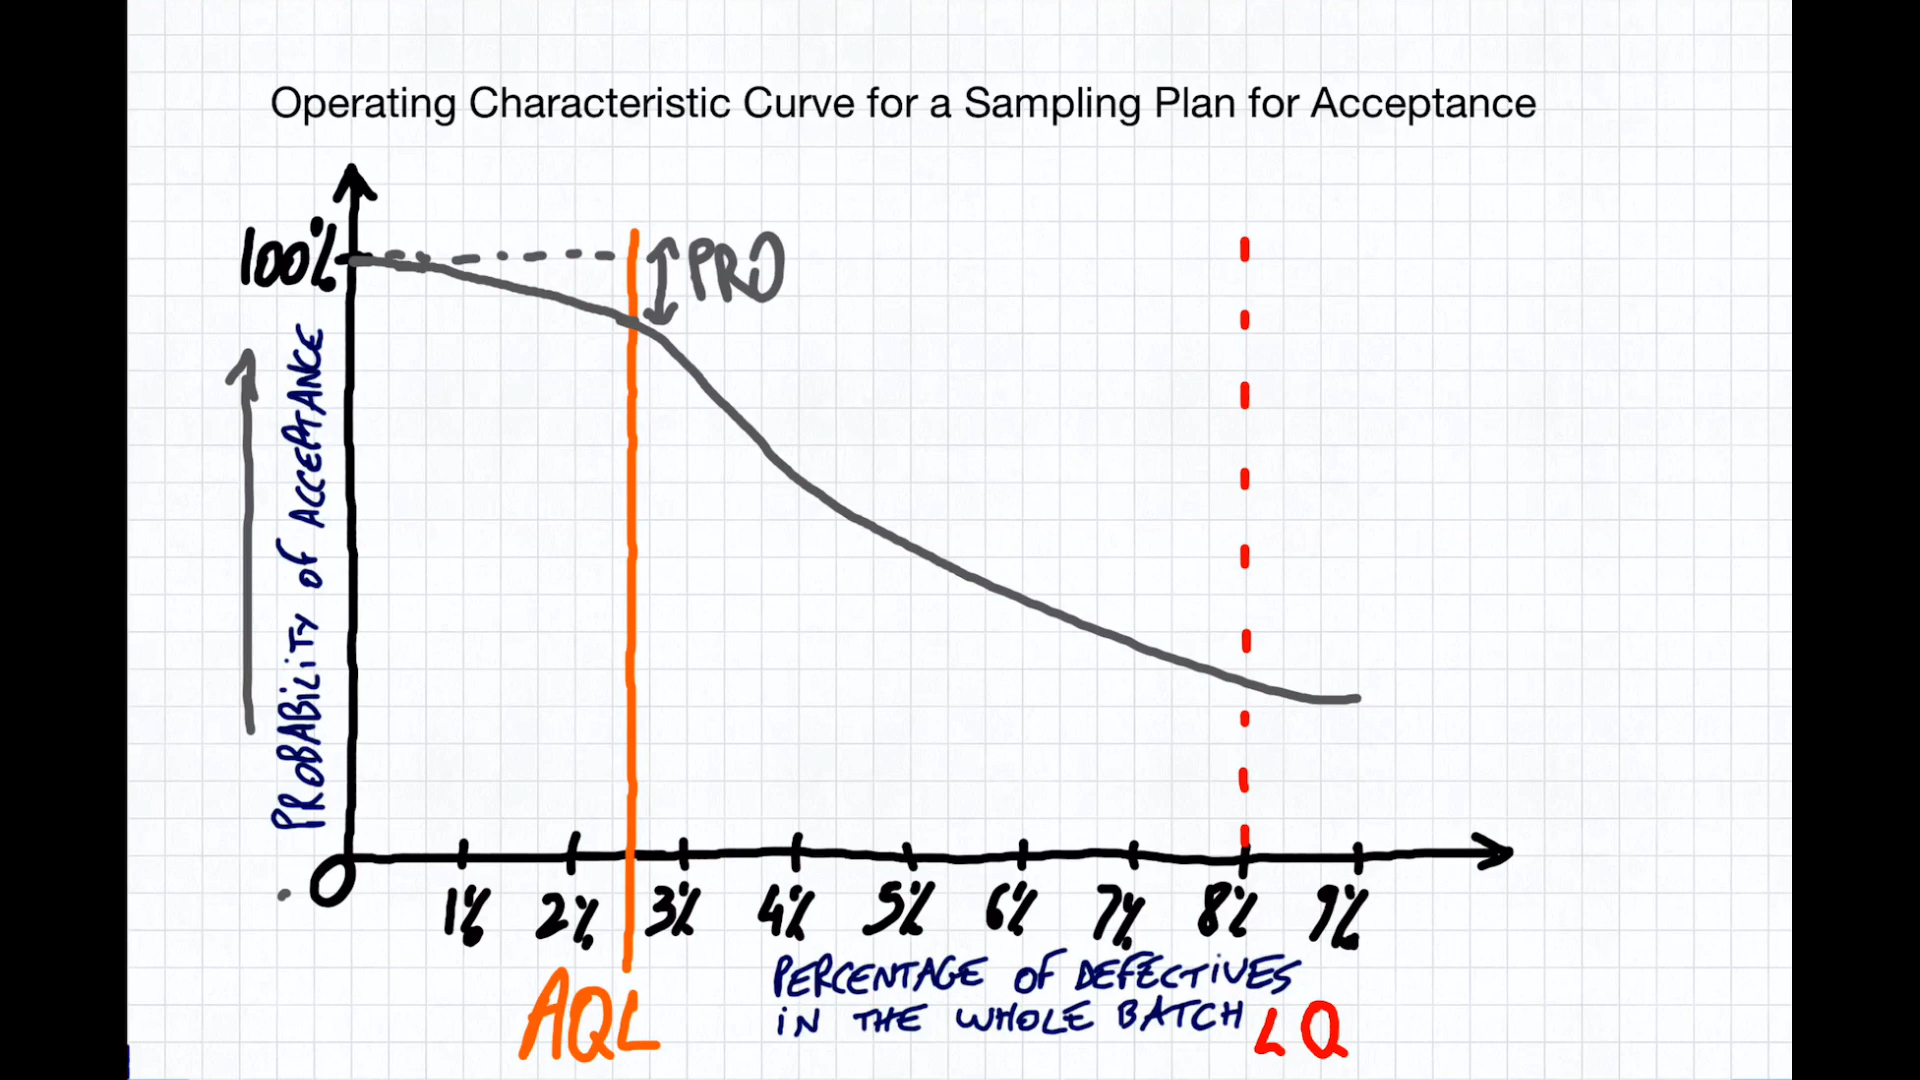 Operating Characteristic Curve for a Sampling Plan for Acceptance
100%
PRO
PROBABILITY OF ACCEPTANCE
0
1% 2% 3% 4% 5% 6% 7% 8% 9%
PERCENTAGE OF DEFECTIVES
IN THE WHOLE BATCH
AQL
LQ